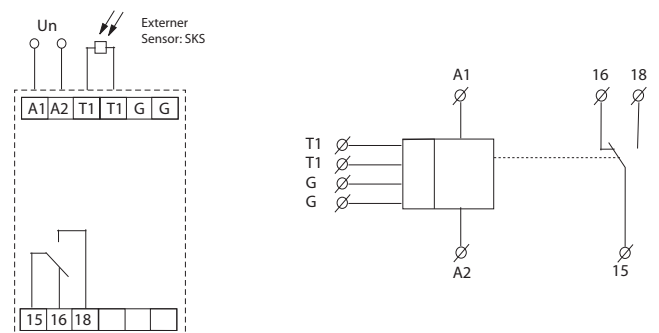 Un
Externer
Sensor: SKS
A1 A2 T1 T1 G G
15 16 18
A1
16 18
T1
T1
G
G
A2
15